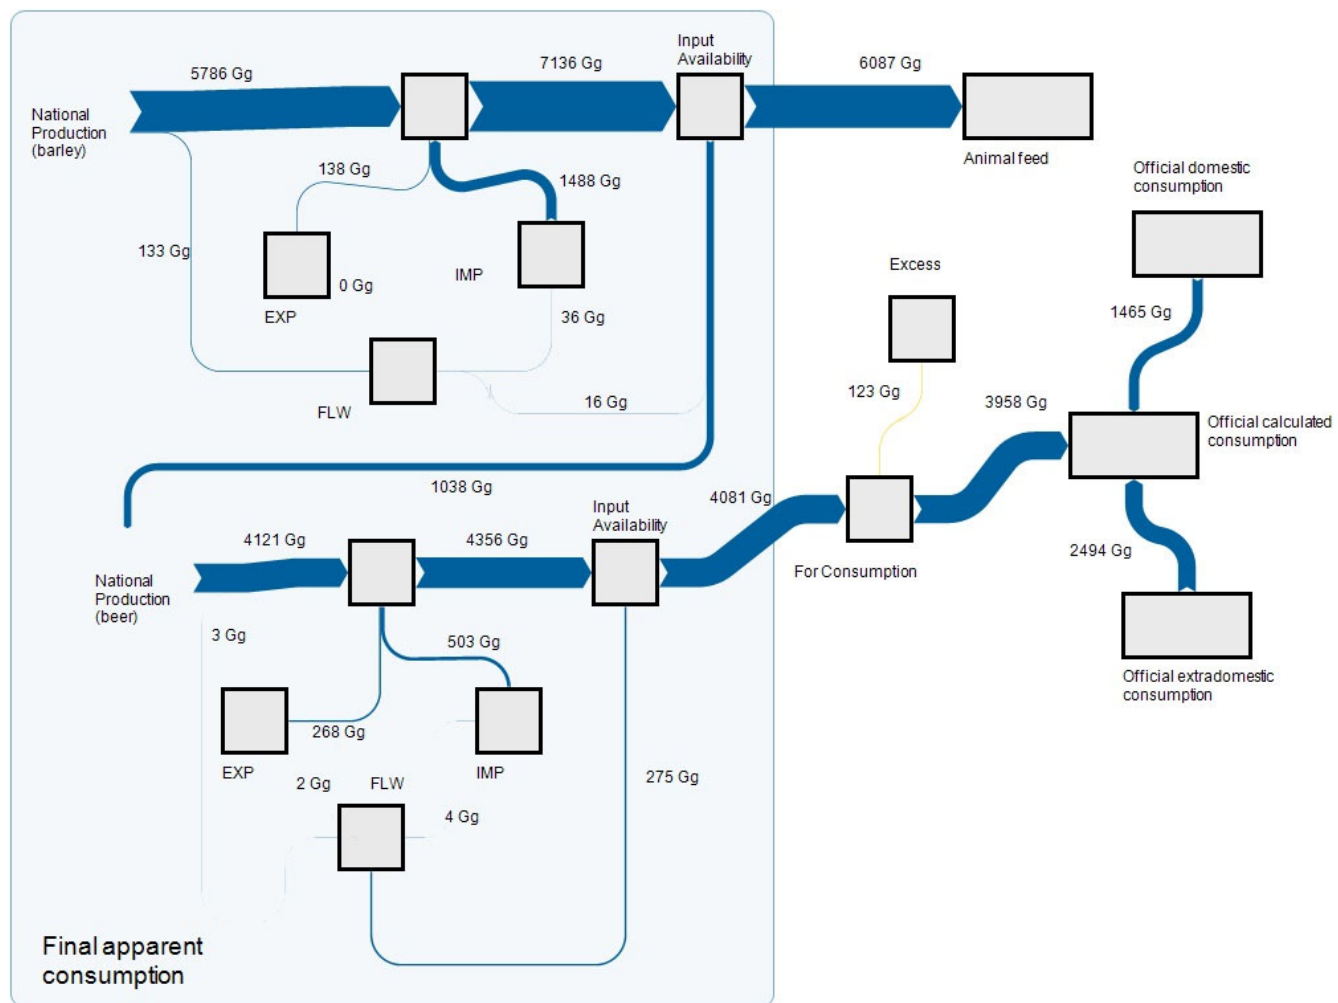 Input
Availability
5786 Gg
7136 Gg
6087 Gg
National
Production
(barley)
Animal feed
138 Gg
1488 Gg
Official domestic
consumption
133 Gg
0 Gg
IMP
EXP
Excess
36 Gg
1465 Gg
FLW
16 Gg
123 Gg
3958 Gg
Official calculated
consumption
1038 Gg
4081 Gg
Input
Availability
4121 Gg
4356 Gg
2494 Gg
National
Production
(beer)
For Consumption
3 Gg
503 Gg
Official extradomestic
consumption
268 Gg
EXP
IMP
2 Gg
FLW
275 Gg
4 Gg
Final apparent
consumption